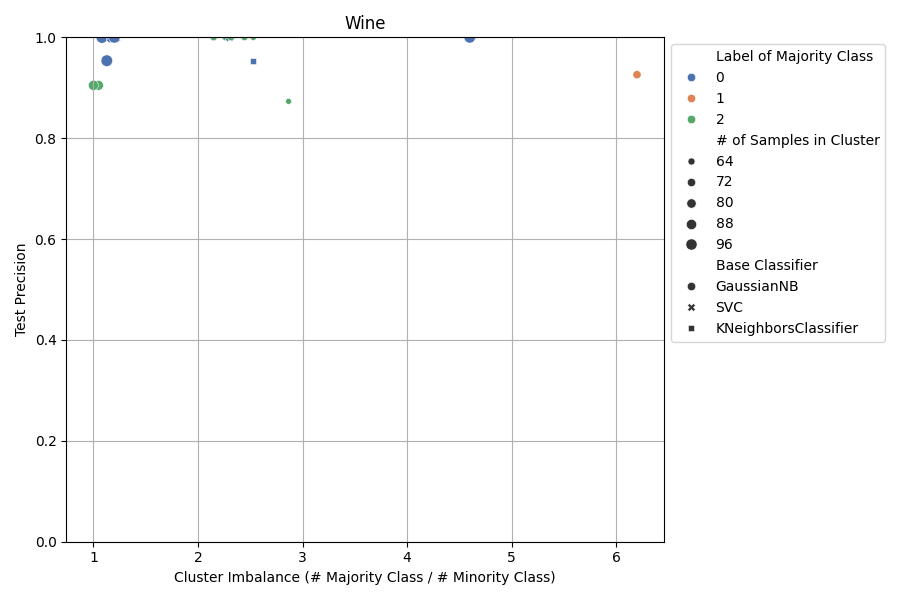 Wine
Test Precision
1.0
0.8
0.6
0.4
0.2
0.0
1 2 3 4 5 6
Cluster Imbalance (# Majority Class / # Minority Class)
Label of Majority Class
0
1
2
# of Samples in Cluster
64
72
80
88
96
Base Classifier
GaussianNB
SVC
KNeighborsClassifier